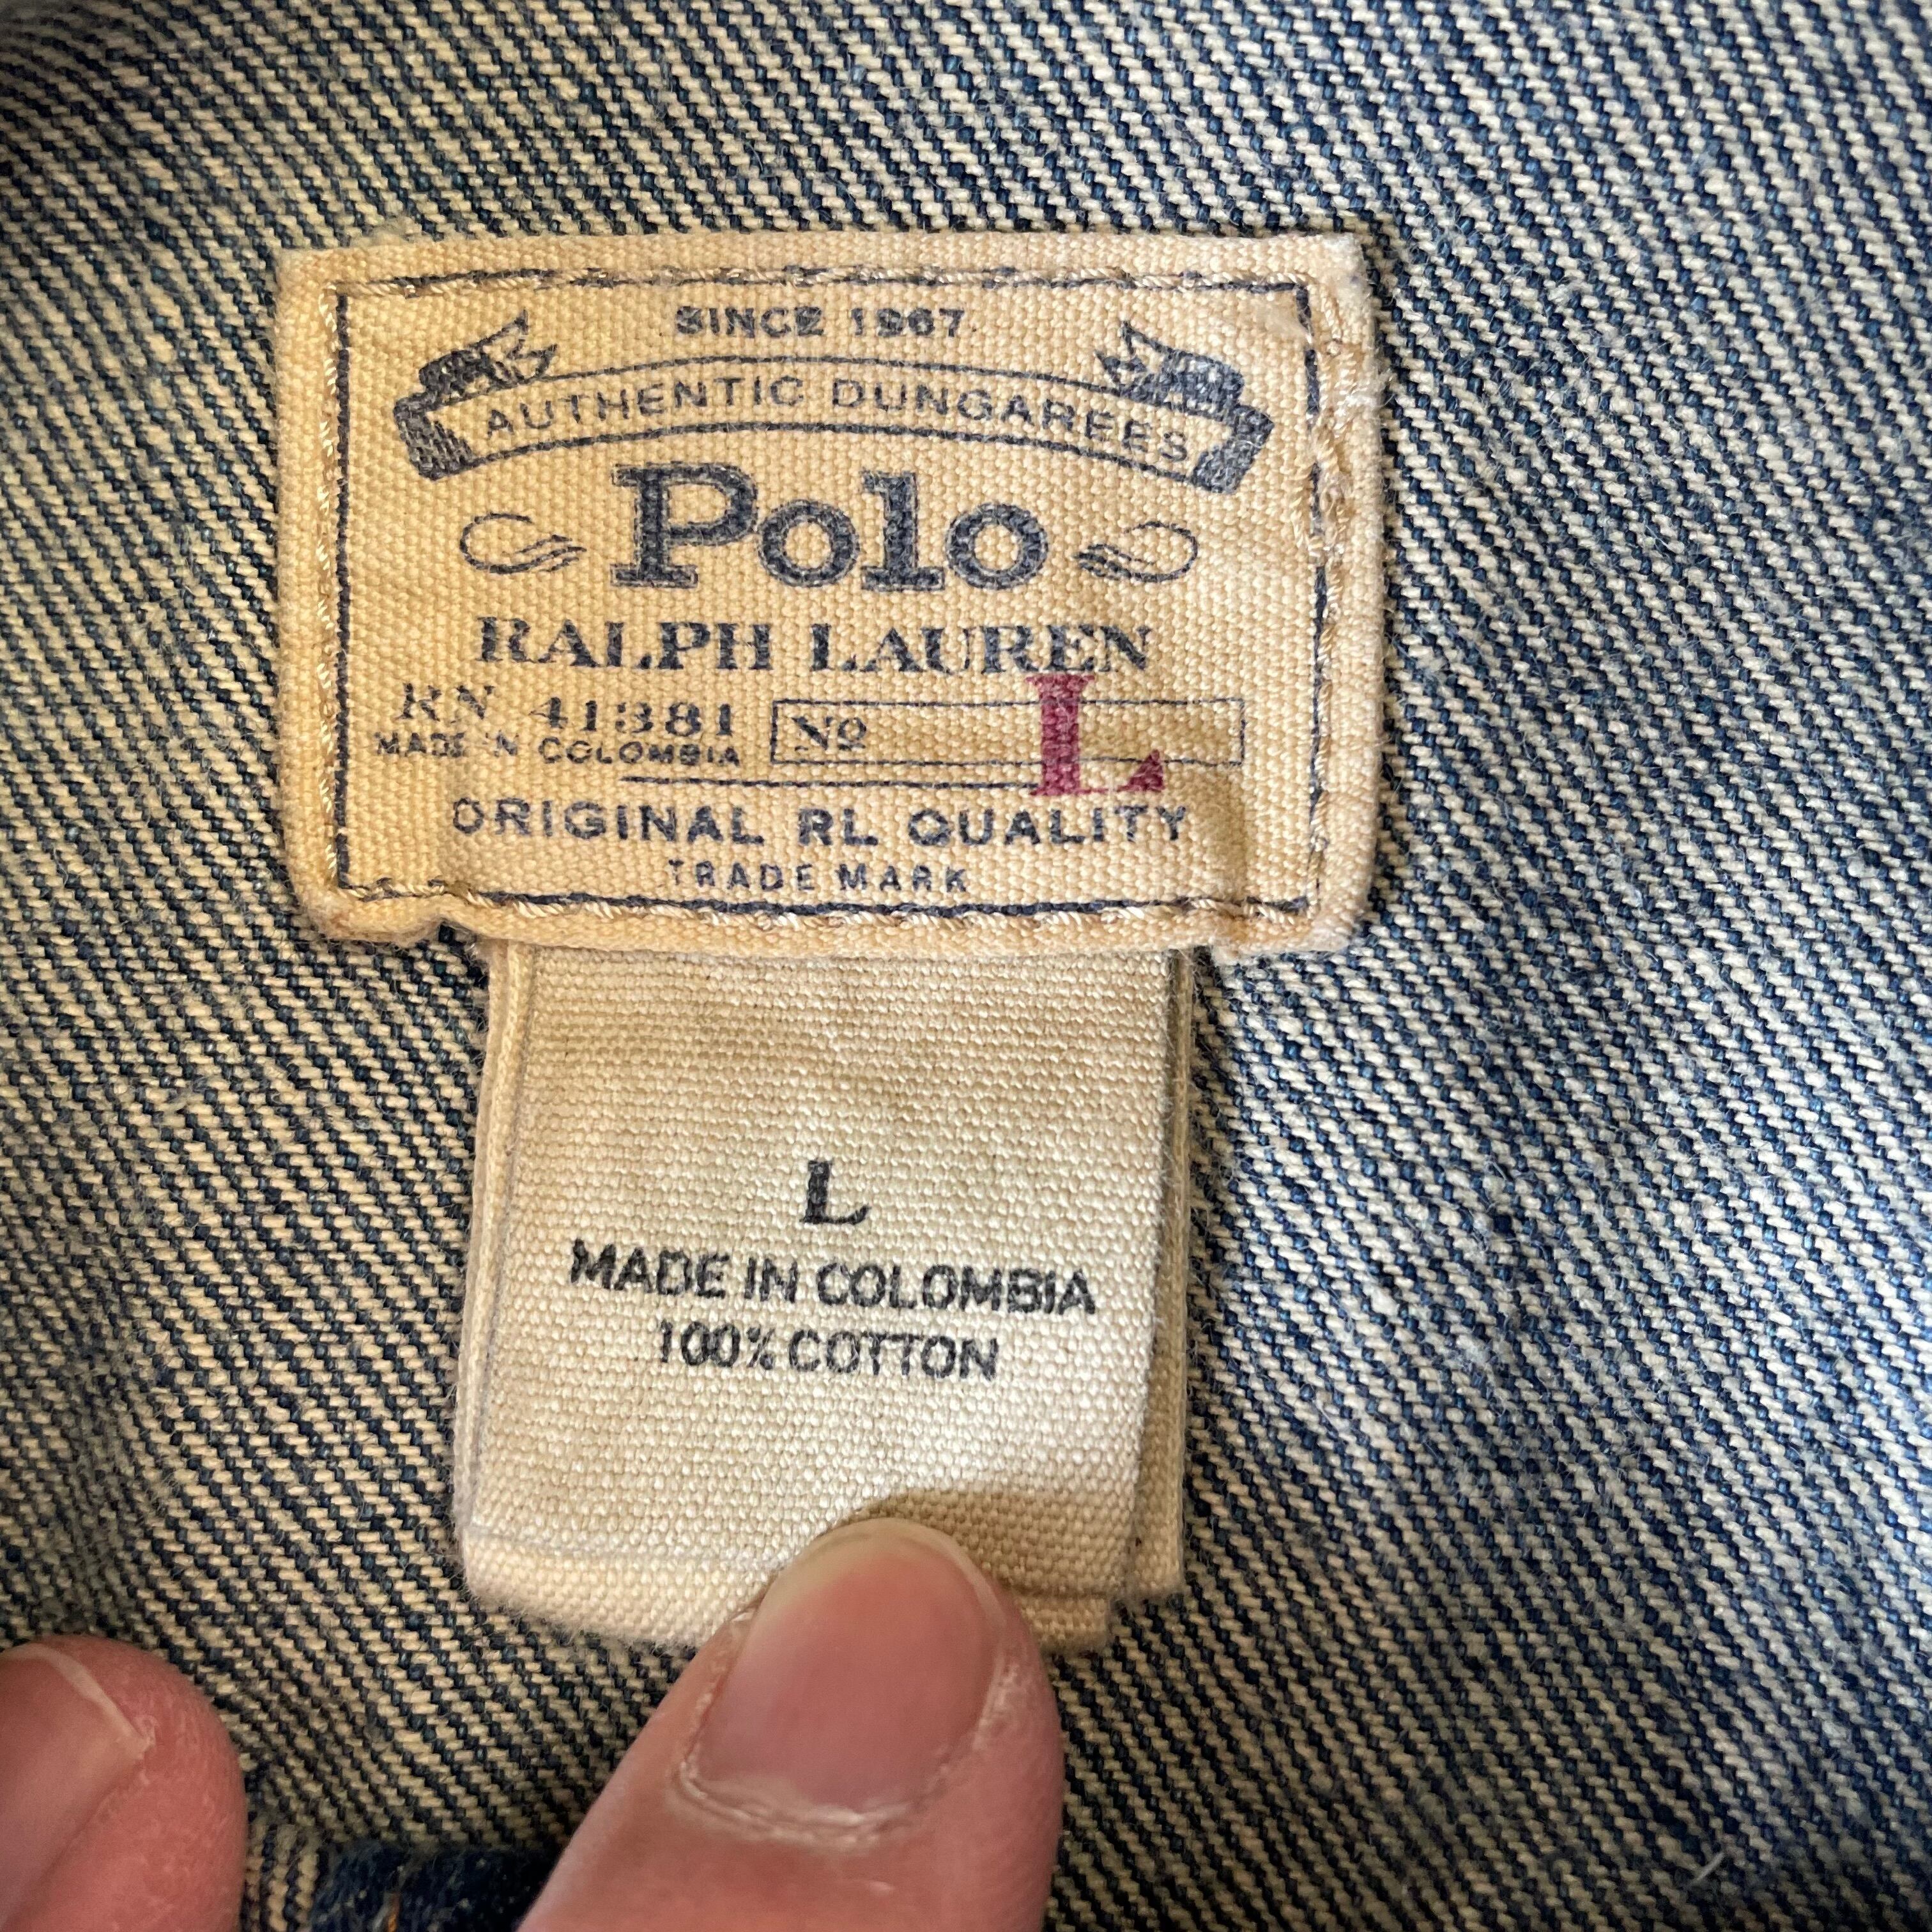 SINCE 1967
AUTHENTIC DUNGAREES
Polo
RALPH LAUREN
RN 41381
MADE IN COLOMBIA
No L
ORIGINAL RL QUALITY
TRADE MARK
L
MADE IN COLOMBIA
100% COTTON